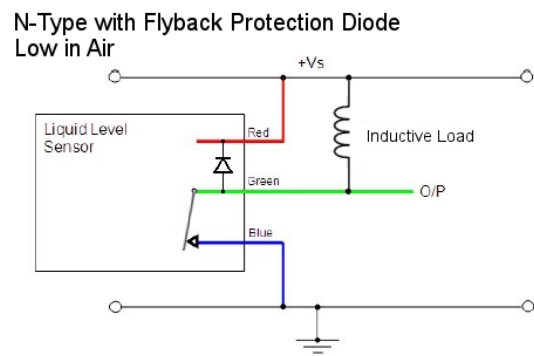 N-Type with Flyback Protection Diode
Low in Air
+Vs
Liquid Level
Sensor
Red
Inductive Load
Green
O/P
Blue